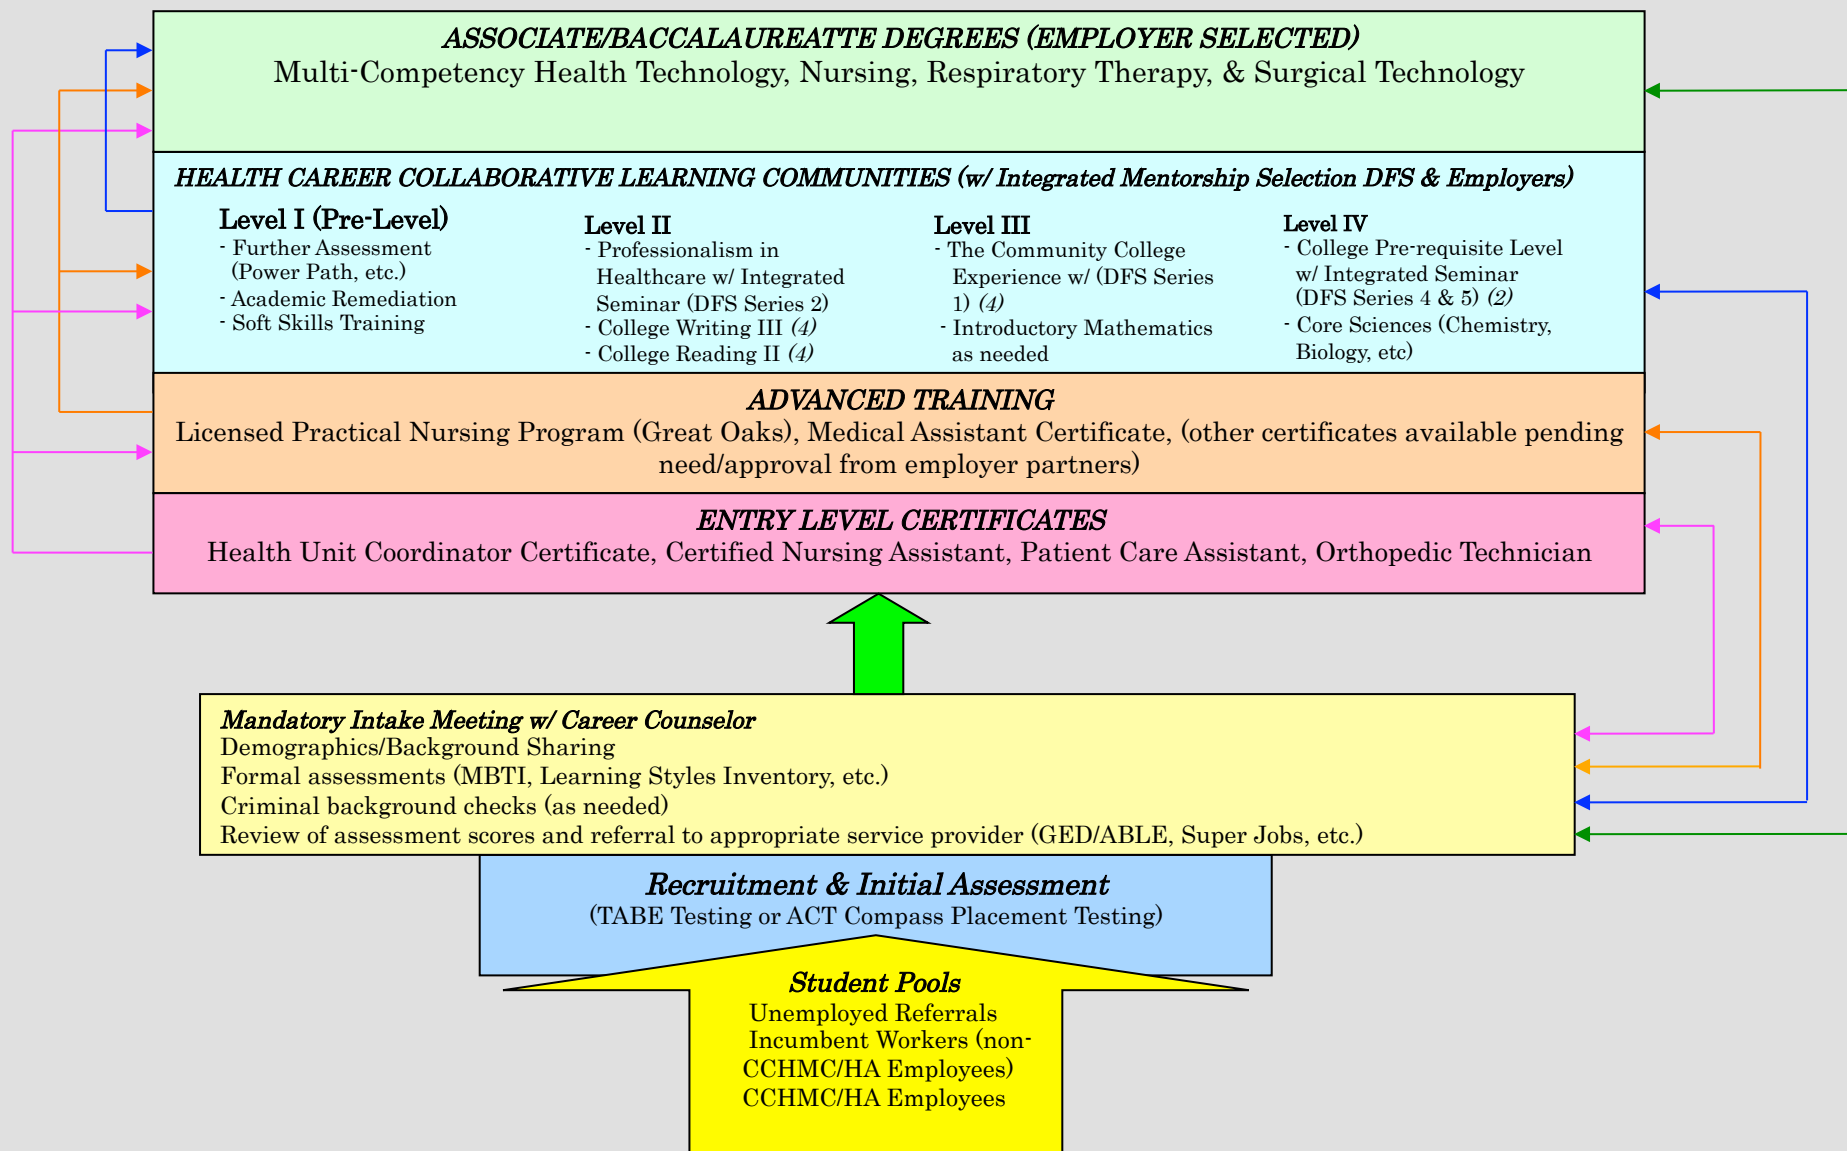 ASSOCIATE/BACCALAUREATTE DEGREES (EMPLOYER SELECTED)
Multi-Competency Health Technology, Nursing, Respiratory Therapy, & Surgical Technology
HEALTH CAREER COLLABORATIVE LEARNING COMMUNITIES (w/ Integrated Mentorship Selection DFS & Employers)
Level I (Pre-Level)
- Further Assessment
(Power Path, etc.)
- Academic Remediation
- Soft Skills Training
Level II
- Professionalism in
Healthcare w/ Integrated
Seminar (DFS Series 2)
- College Writing III (4)
- College Reading II (4)
Level III
- The Community College
Experience w/ (DFS Series
1) (4)
- Introductory Mathematics
as needed
Level IV
- College Pre-requisite Level
w/ Integrated Seminar
(DFS Series 4 & 5) (2)
- Core Sciences (Chemistry,
Biology, etc)
ADVANCED TRAINING
Licensed Practical Nursing Program (Great Oaks), Medical Assistant Certificate, (other certificates available pending
need/approval from employer partners)
ENTRY LEVEL CERTIFICATES
Health Unit Coordinator Certificate, Certified Nursing Assistant, Patient Care Assistant, Orthopedic Technician
Mandatory Intake Meeting w/ Career Counselor
Demographics/Background Sharing
Formal assessments (MBTI, Learning Styles Inventory, etc.)
Criminal background checks (as needed)
Review of assessment scores and referral to appropriate service provider (GED/ABLE, Super Jobs, etc.)
Recruitment & Initial Assessment
(TABE Testing or ACT Compass Placement Testing)
Student Pools
Unemployed Referrals
Incumbent Workers (non-
CCHMC/HA Employees)
CCHMC/HA Employees